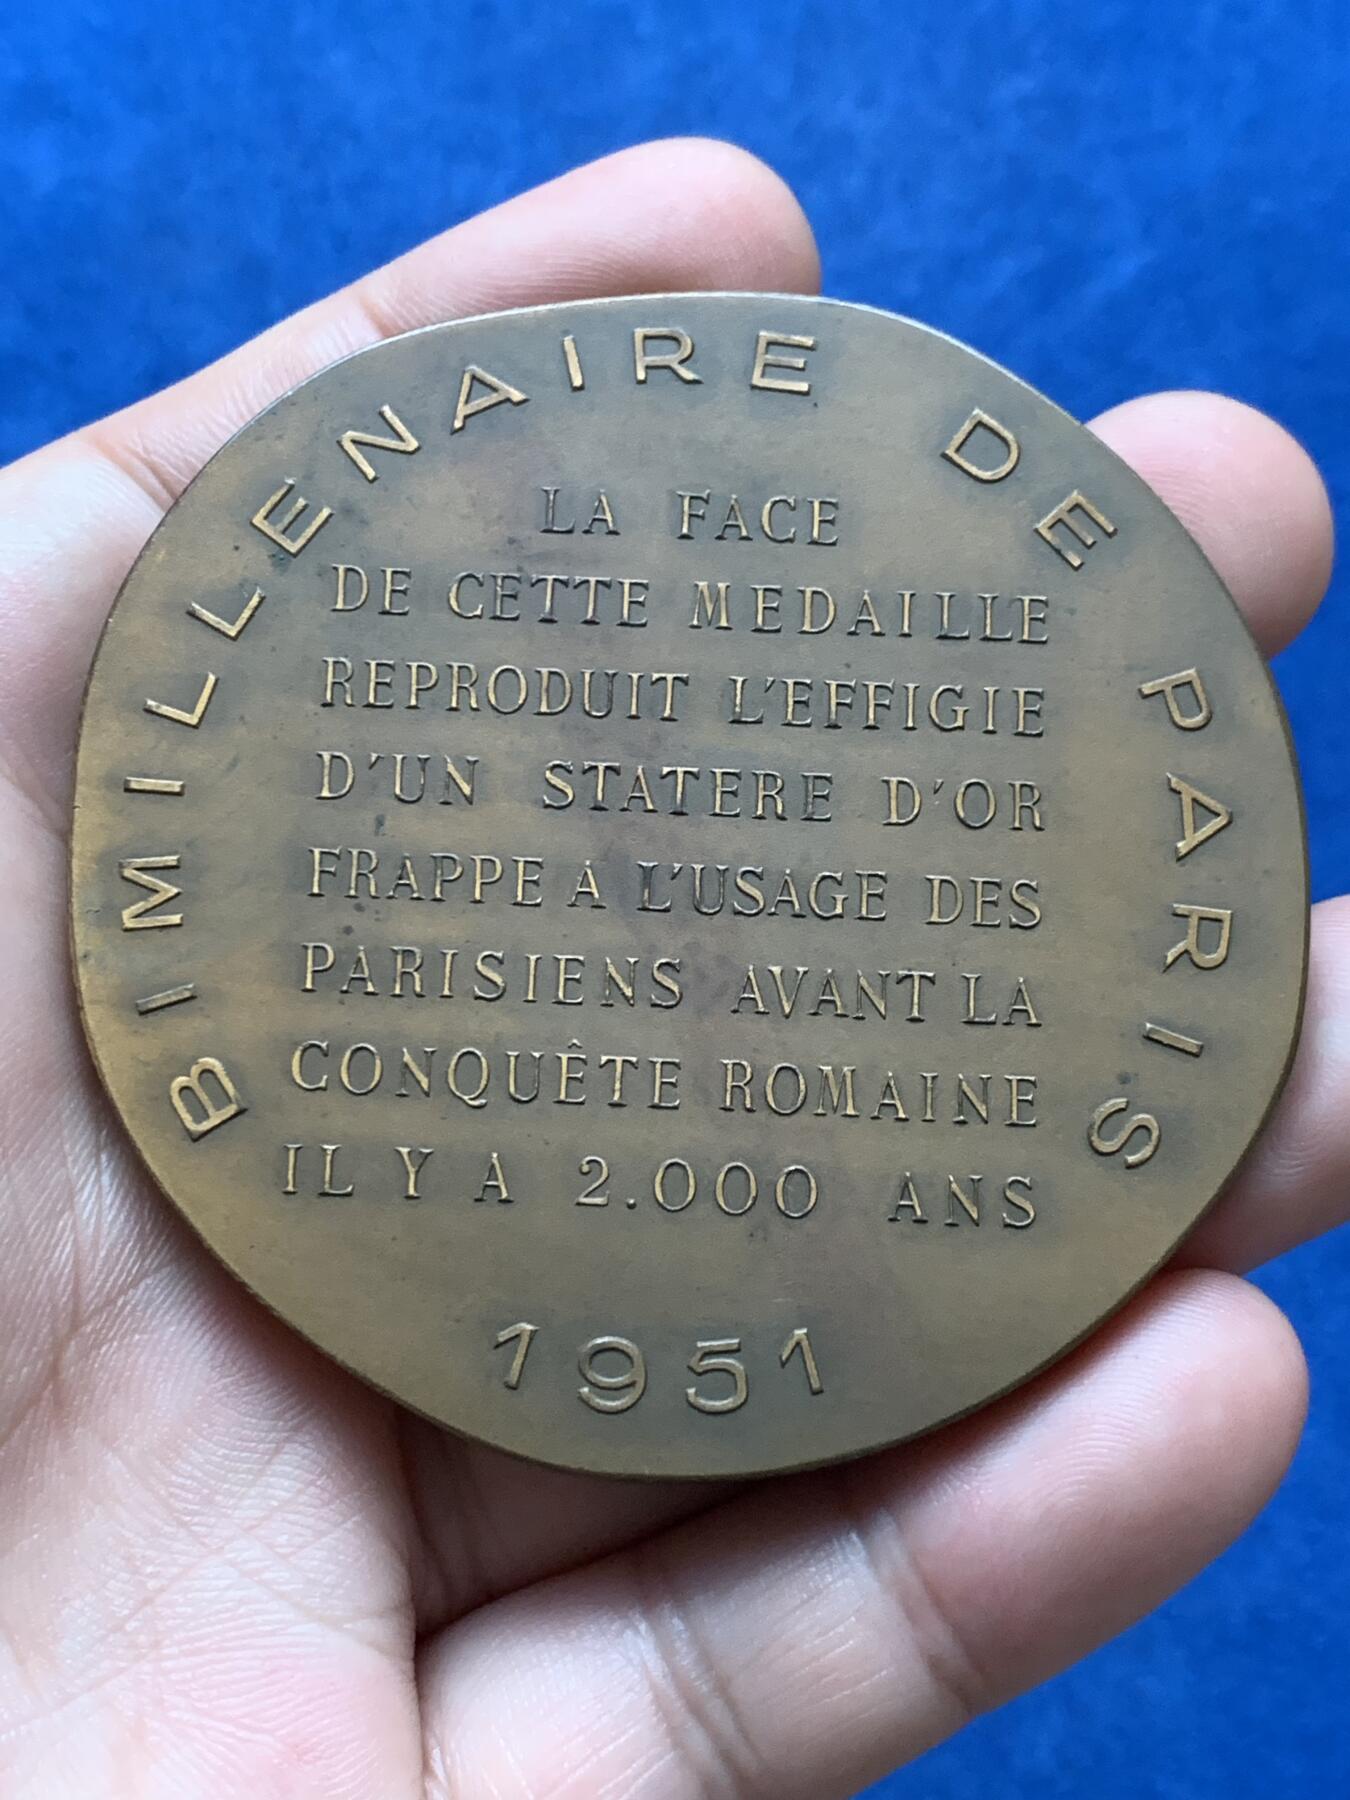 BIMILLENAIRE DE PARIS
LA FACE
DE CETTE MEDAILLE
REPRODUIT L'EFFIGIE
D'UN STATERE D'OR
FRAPPE A L'USAGE DES
PARISIENS AVANT LA
CONQUÊTE ROMAINE
IL Y A 2.000 ANS
1951